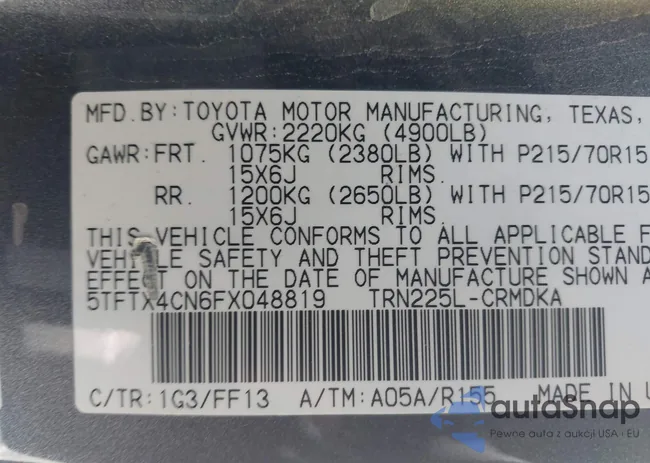 MFD.BY:TOYOTA MOTOR MANUFACTURING, TEXAS,
GVWR:2220KG (4900LB)
GAWR:FRT. 1075KG (2380LB) WITH P215/70R15
15X6J RIMS
RR. 1200KG (2650LB) WITH P215/70R15
15X6J RIMS
THIS VEHICLE CONFORMS TO ALL APPLICABLE F
VEHICLE SAFETY AND THEFT PREVENTION STAND
EFFECT ON THE DATE OF MANUFACTURE SHOWN A
5TFTX4CN6FX048819 TRN225L-CRMDKA
C/TR:1G3/FF13 A/TM:A05A/R155 MADE IN U
autoSnap
Pewne auta z aukcji USA i EU